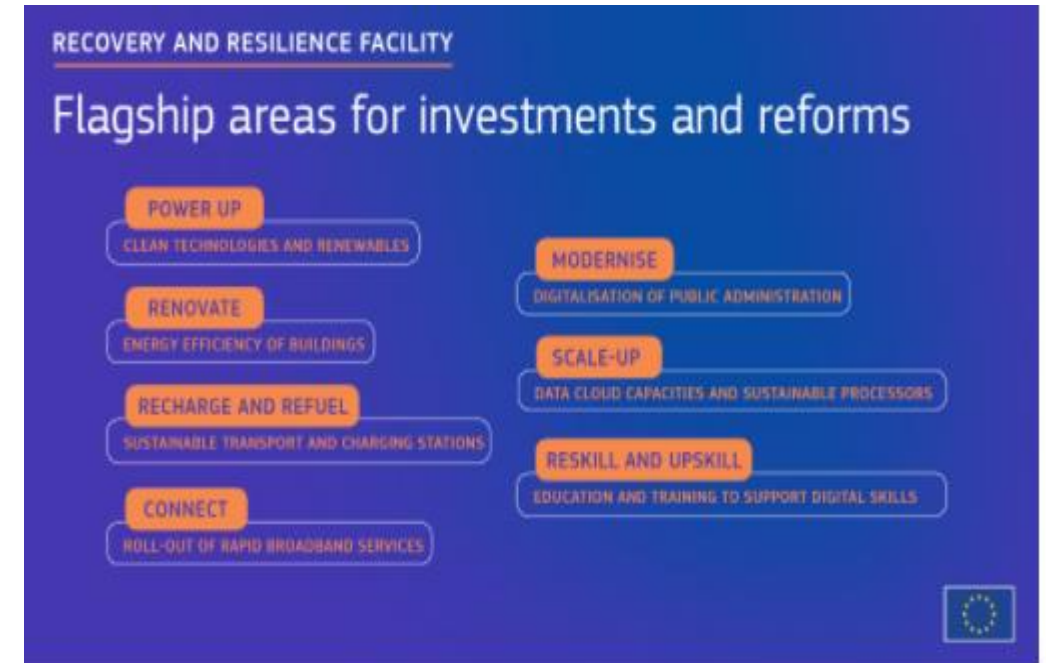 RECOVERY AND RESILIENCE FACILITY
Flagship areas for investments and reforms
POWER UP
CLEAN TECHNOLOGIES AND RENEWABLES
RENOVATE
ENERGY EFFICIENCY OF BUILDINGS
RECHARGE AND REFUEL
SUSTAINABLE TRANSPORT AND CHARGING STATIONS
CONNECT
ROLL-OUT OF RAPID BROADBAND SERVICES
MODERNISE
DIGITALISATION OF PUBLIC ADMINISTRATION
SCALE-UP
DATA CLOUD CAPACITIES AND SUSTAINABLE PROCESSORS
RESKILL AND UPSKILL
EDUCATION AND TRAINING TO SUPPORT DIGITAL SKILLS